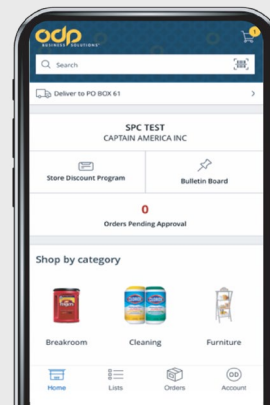 odp
BUSINESS SOLUTIONS
1
Search
Deliver to PO BOX 61
SPC TEST
CAPTAIN AMERICA INC
Store Discount Program
Bulletin Board
0
Orders Pending Approval
Shop by category
Breakroom
Cleaning
Furniture
Home
Lists
Orders
OD
Account